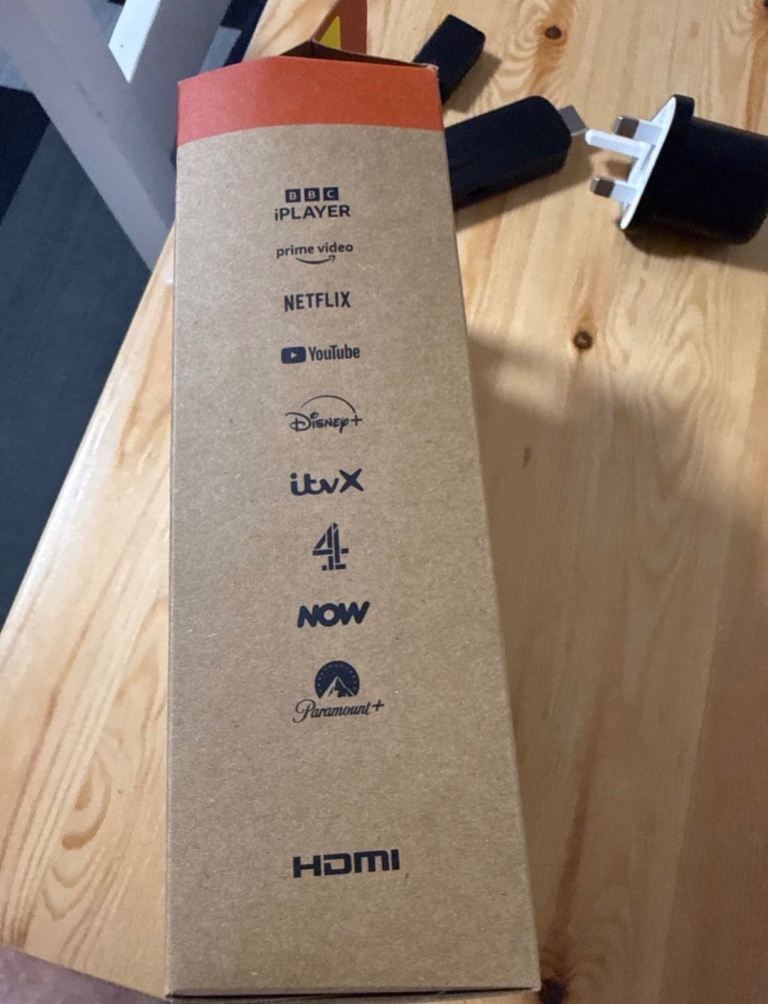 BBC
iPLAYER
prime video
NETFLIX
YouTube
Disney+
itvX
4
NOW
Paramount+
HDMI